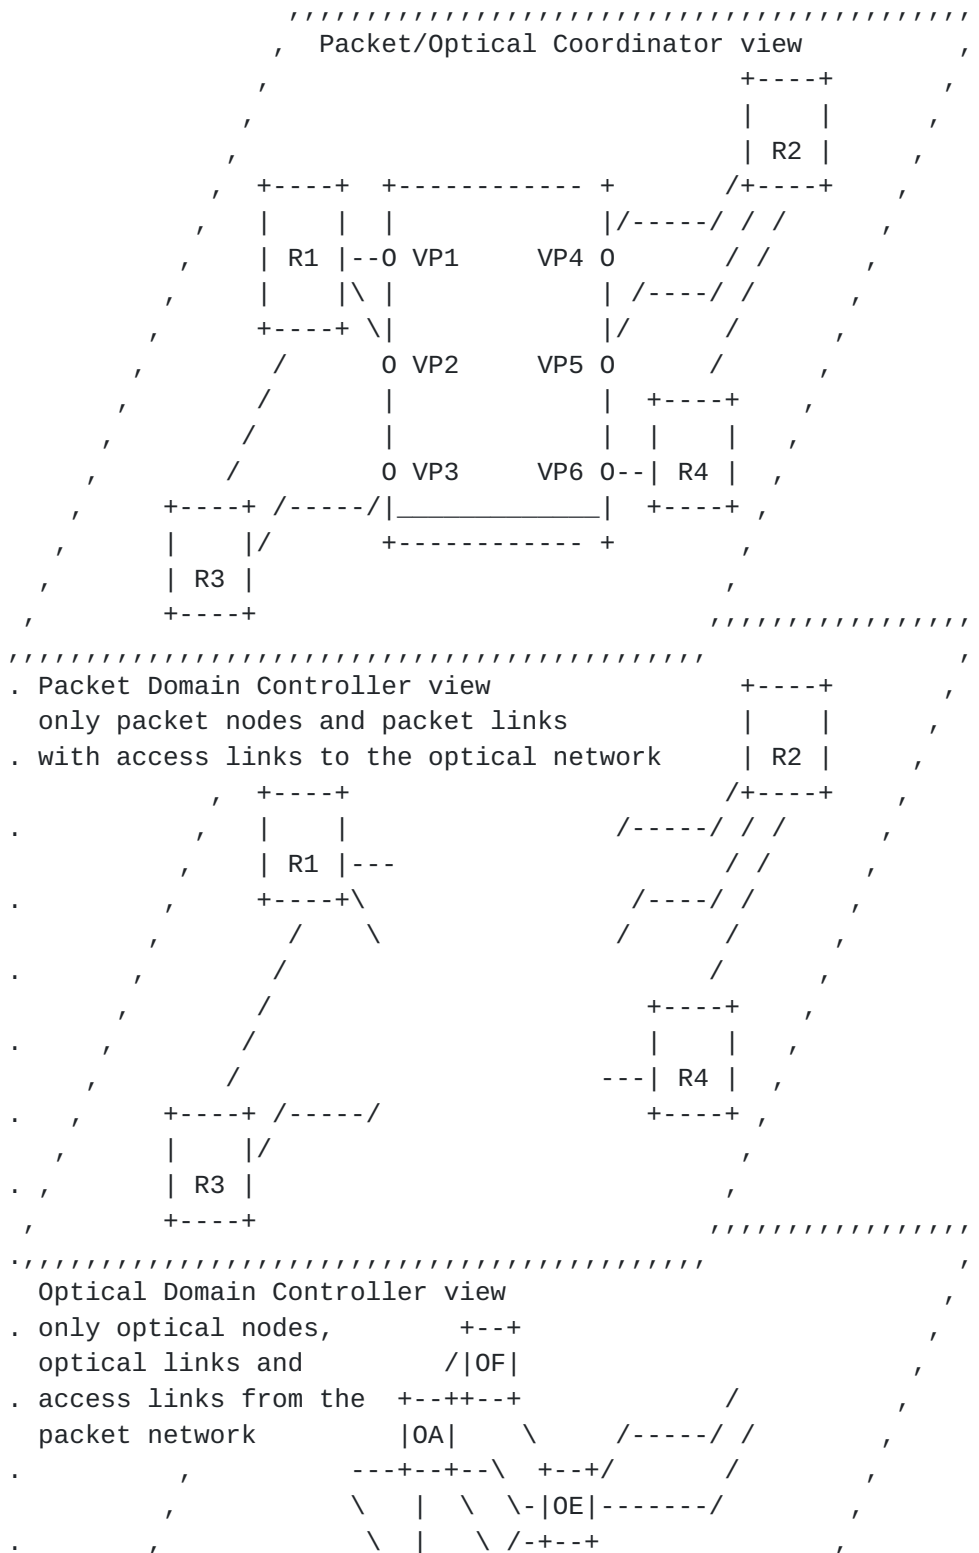 Packet/Optical Coordinator view
R2
R1
VP1 VP4
VP2 VP5
VP3 VP6 R4
R3
Packet Domain Controller view
only packet nodes and packet links
with access links to the optical network R2
R1
R4
R3
Optical Domain Controller view
only optical nodes,
optical links and OF
access links from the
packet network OA
OE